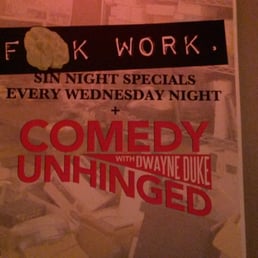 F K WORK.
SIN NIGHT SPECIALS
EVERY WEDNESDAY NIGHT
+
COMEDY
WITH DWAYNE DUKE
UNHINGED